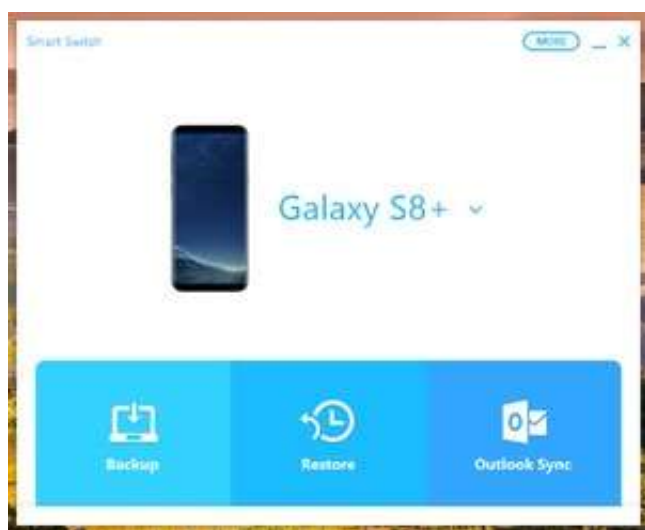 Smart Switch
MORE
Galaxy S8+
Backup
Restore
Outlook Sync